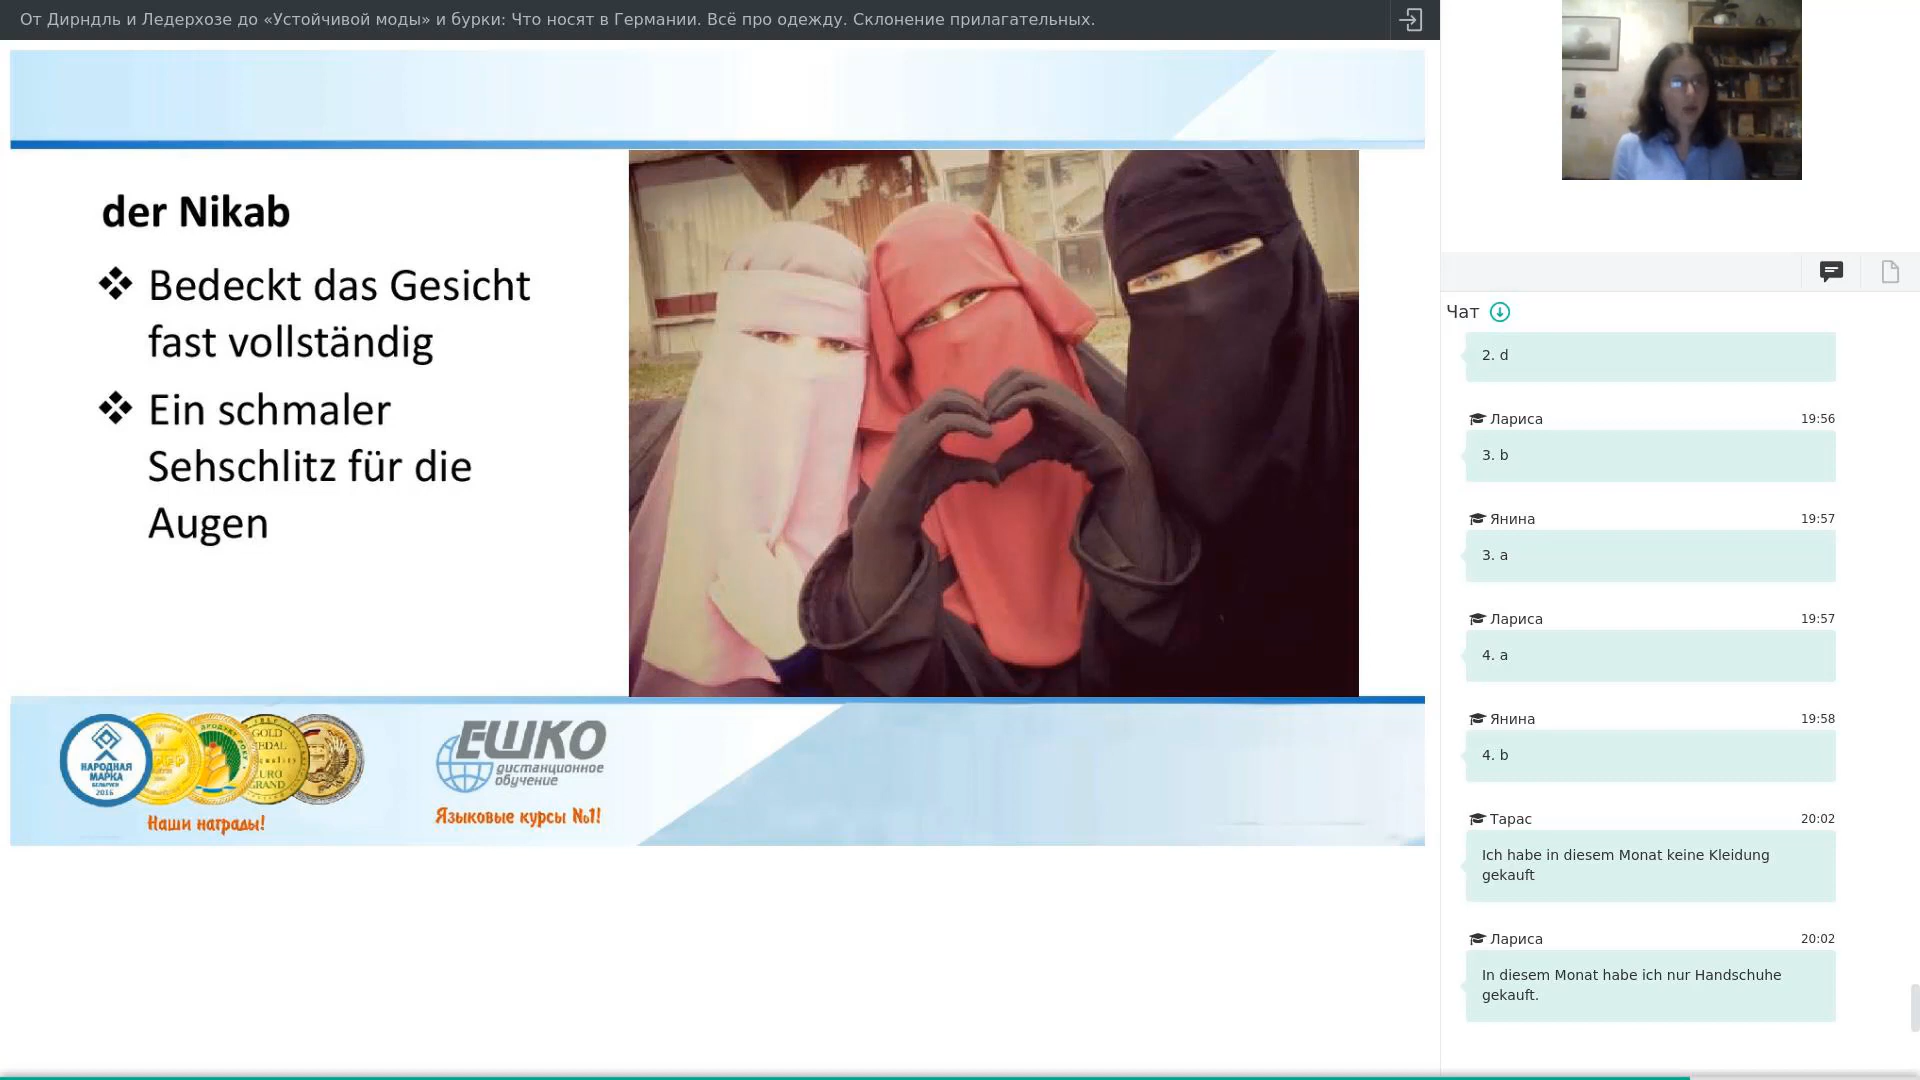 От Дирндль и Ледерхозе до «Устойчивой моды» и бурки: Что носят в Германии. Всё про одежду. Склонение прилагательных.
der Nikab
Bedeckt das Gesicht
fast vollständig
Ein schmaler
Sehschlitz für die
Augen
НАРОДНАЯ
МАРКА
БЕЛАРУСЬ
2016
GOLD
MEDAL
EURO
GRAND
Наши награды!
ЕШКО
дистанционное
обучение
Языковые курсы №1!
Чат
2. d
Лариса 19:56
3. b
Янина 19:57
3. a
Лариса 19:57
4. a
Янина 19:58
4. b
Тарас 20:02
Ich habe in diesem Monat keine Kleidung
gekauft
Лариса 20:02
In diesem Monat habe ich nur Handschuhe
gekauft.